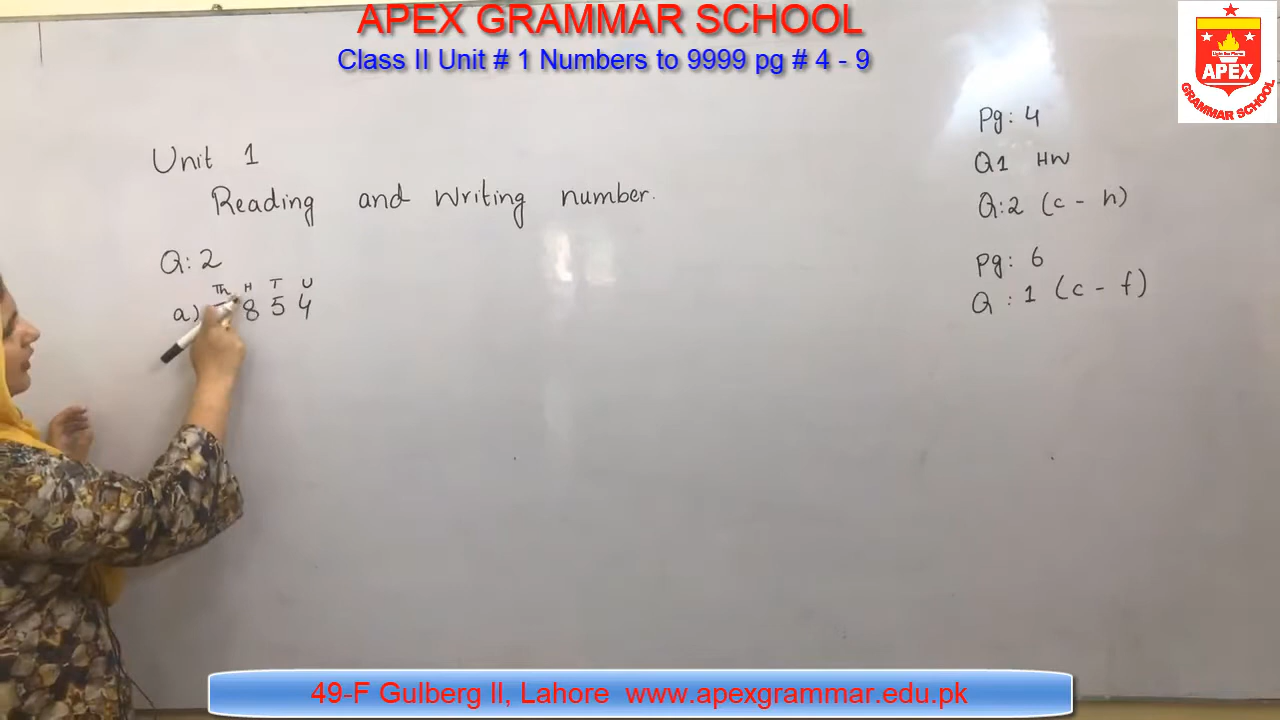 APEX GRAMMAR SCHOOL
Class II Unit # 1 Numbers to 9999 pg # 4 - 9
APEX
GRAMMAR SCHOOL
Unit 1
Reading and Writing number.
Q: 2
Th H T U
a) 8 5 4
Pg: 4
Q1 HW
Q:2 (c - h)
Pg: 6
Q: 1 (c - f)
49-F Gulberg II, Lahore www.apexgrammar.edu.pk